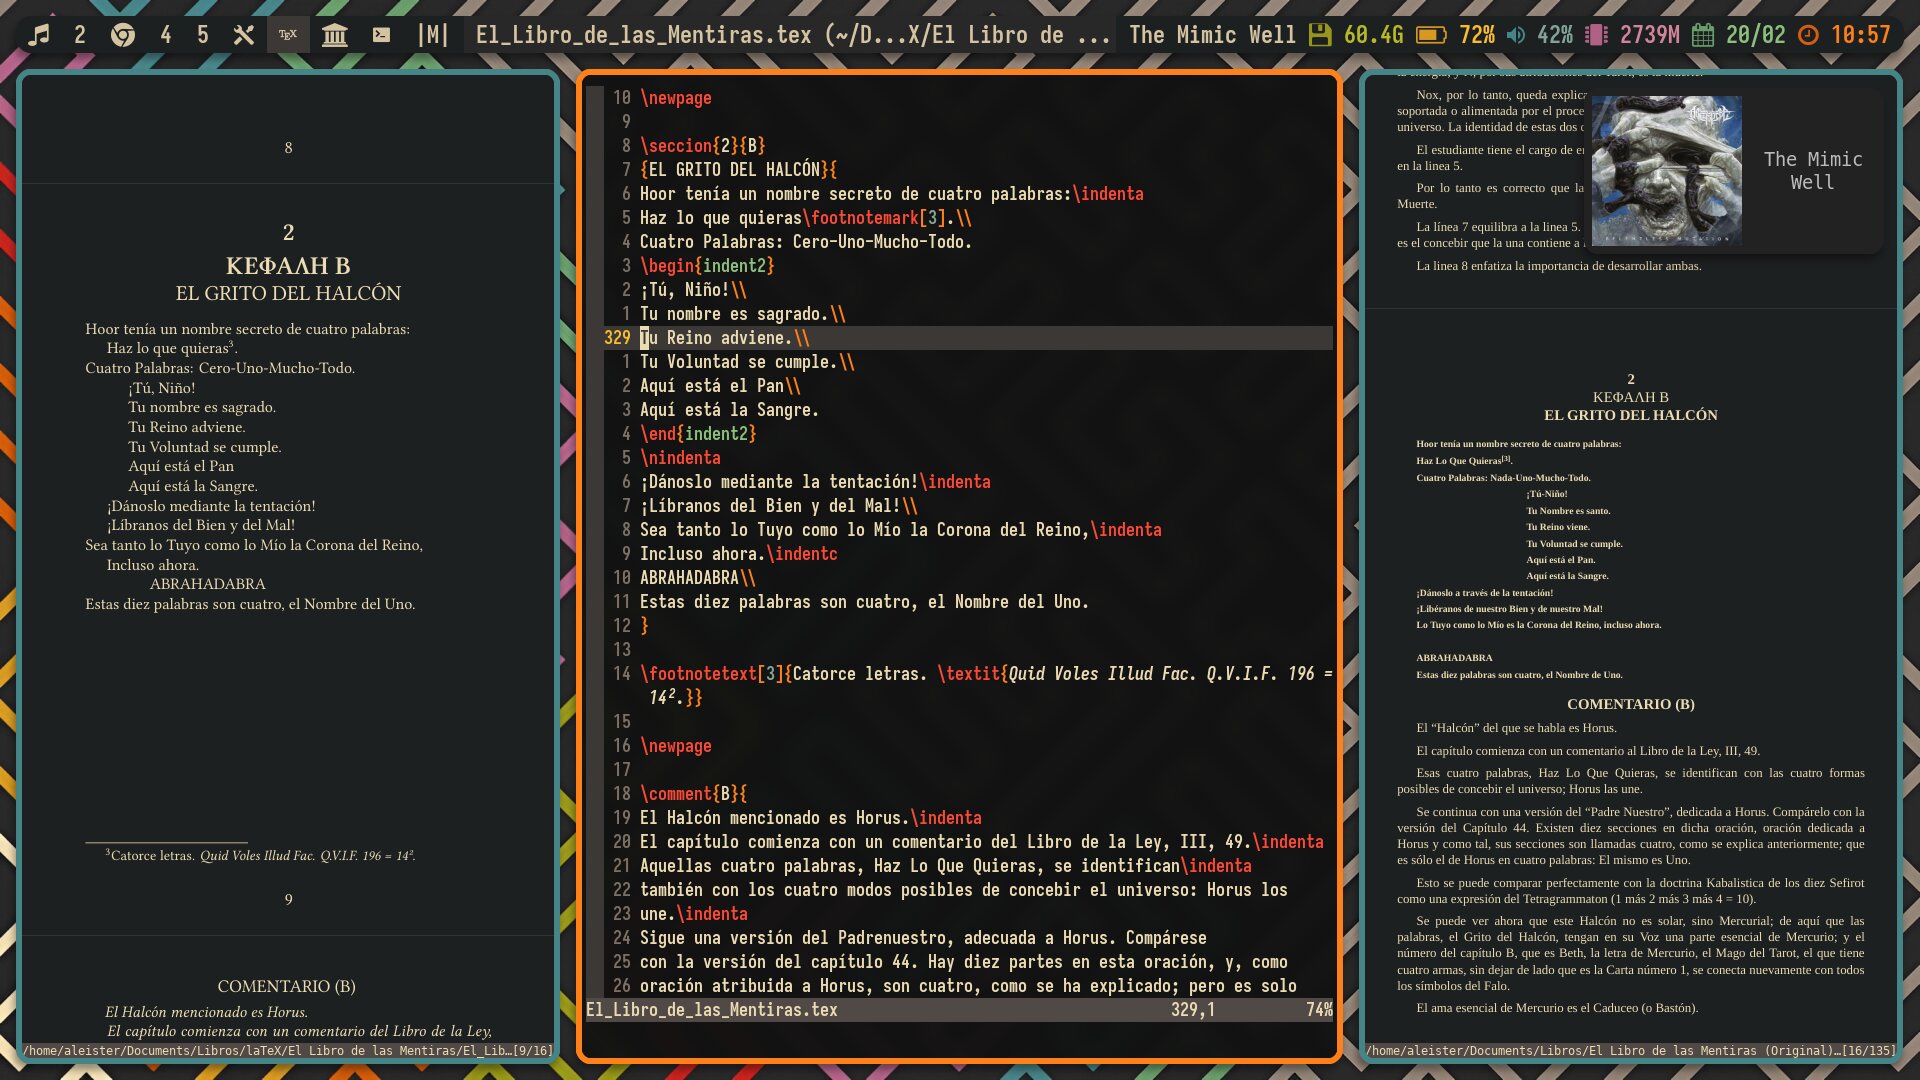 2
4
5
TEX
|M|
El_Libro_de_las_Mentiras.tex (~/D...X/El Libro de ...
The Mimic Well
60.4G
72%
42%
2739M
20/02
10:57
8
2
ΚΕΦΑΛΗ Β
EL GRITO DEL HALCÓN
Hoor tenía un nombre secreto de cuatro palabras:
Haz lo que quieras³.
Cuatro Palabras: Cero-Uno-Mucho-Todo.
¡Tú, Niño!
Tu nombre es sagrado.
Tu Reino adviene.
Tu Voluntad se cumple.
Aquí está el Pan
Aquí está la Sangre.
¡Dánoslo mediante la tentación!
¡Líbranos del Bien y del Mal!
Sea tanto lo Tuyo como lo Mío la Corona del Reino,
Incluso ahora.
ABRAHADABRA
Estas diez palabras son cuatro, el Nombre del Uno.
³Catorce letras. Quid Voles Illud Fac. Q.V.I.F. 196 = 14².
9
COMENTARIO (B)
El Halcón mencionado es Horus.
El capítulo comienza con un comentario del Libro de la Ley,
/home/aleister/Documents/Libros/laTeX/El Libro de las Mentiras/El_Lib…[9/16]
10 \newpage
9
8 \seccion{2}{B}
7 {EL GRITO DEL HALCÓN}{
6 Hoor tenía un nombre secreto de cuatro palabras:\indenta
5 Haz lo que quieras\footnotemark[3].\\
4 Cuatro Palabras: Cero-Uno-Mucho-Todo.
3 \begin{indent2}
2 ¡Tú, Niño!\\
1 Tu nombre es sagrado.\\
329 Tu Reino adviene.\\
1 Tu Voluntad se cumple.\\
2 Aquí está el Pan\\
3 Aquí está la Sangre.
4 \end{indent2}
5 \nindenta
6 ¡Dánoslo mediante la tentación!\indenta
7 ¡Líbranos del Bien y del Mal!\\
8 Sea tanto lo Tuyo como lo Mío la Corona del Reino,\indenta
9 Incluso ahora.\indentc
10 ABRAHADABRA\\
11 Estas diez palabras son cuatro, el Nombre del Uno.
12 }
13
14 \footnotetext[3]{Catorce letras. \textit{Quid Voles Illud Fac. Q.V.I.F. 196 =
14².}}
15
16 \newpage
17
18 \comment{B}{
19 El Halcón mencionado es Horus.\indenta
20 El capítulo comienza con un comentario del Libro de la Ley, III, 49.\indenta
21 Aquellas cuatro palabras, Haz Lo Que Quieras, se identifican\indenta
22 también con los cuatro modos posibles de concebir el universo: Horus los
23 une.\indenta
24 Sigue una versión del Padrenuestro, adecuada a Horus. Compárese
25 con la versión del capítulo 44. Hay diez partes en esta oración, y, como
26 oración atribuida a Horus, son cuatro, como se ha explicado; pero es solo
El_Libro_de_las_Mentiras.tex 329,1 74%
Nox, por lo tanto, queda explica
soportada o alimentada por el proce
universo. La identidad de estas dos
El estudiante tiene el cargo de
en la linea 5.
Por lo tanto es correcto que la
Muerte.
La línea 7 equilibra a la linea 5.
es el concebir que la una contiene a
La linea 8 enfatiza la importancia de desarrollar ambas.
RELENTLESS MUTATION
The Mimic
Well
2
ΚΕΦΑΛΗ Β
EL GRITO DEL HALCÓN
Hoor tenía un nombre secreto de cuatro palabras:
Haz Lo Que Quieras[3].
Cuatro Palabras: Nada-Uno-Mucho-Todo.
¡Tú-Niño!
Tu Nombre es santo.
Tu Reino viene.
Tu Voluntad se cumple.
Aquí está el Pan.
Aquí está la Sangre.
¡Dánoslo a través de la tentación!
¡Libéranos de nuestro Bien y de nuestro Mal!
Lo Tuyo como lo Mío es la Corona del Reino, incluso ahora.
ABRAHADABRA
Estas diez palabras son cuatro, el Nombre de Uno.
COMENTARIO (B)
El “Halcón” del que se habla es Horus.
El capítulo comienza con un comentario al Libro de la Ley, III, 49.
Esas cuatro palabras, Haz Lo Que Quieras, se identifican con las cuatro formas
posibles de concebir el universo; Horus las une.
Se continua con una versión del “Padre Nuestro”, dedicada a Horus. Compárelo con la
versión del Capítulo 44. Existen diez secciones en dicha oración, oración dedicada a
Horus y como tal, sus secciones son llamadas cuatro, como se explica anteriormente; que
es sólo el de Horus en cuatro palabras: El mismo es Uno.
Esto se puede comparar perfectamente con la doctrina Kabalistica de los diez Sefirot
como una expresión del Tetragrammaton (1 más 2 más 3 más 4 = 10).
Se puede ver ahora que este Halcón no es solar, sino Mercurial; de aquí que las
palabras, el Grito del Halcón, tengan en su Voz una parte esencial de Mercurio; y el
número del capítulo B, que es Beth, la letra de Mercurio, el Mago del Tarot, el que tiene
cuatro armas, sin dejar de lado que es la Carta número 1, se conecta nuevamente con todos
los símbolos del Falo.
El ama esencial de Mercurio es el Caduceo (o Bastón).
/home/aleister/Documents/Libros/El Libro de las Mentiras (Original)…[16/135]